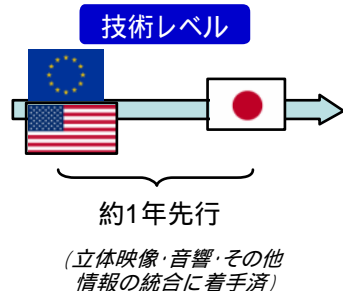 技術レベル
約1年先行
(立体映像・音響・その他
情報の統合に着手済)